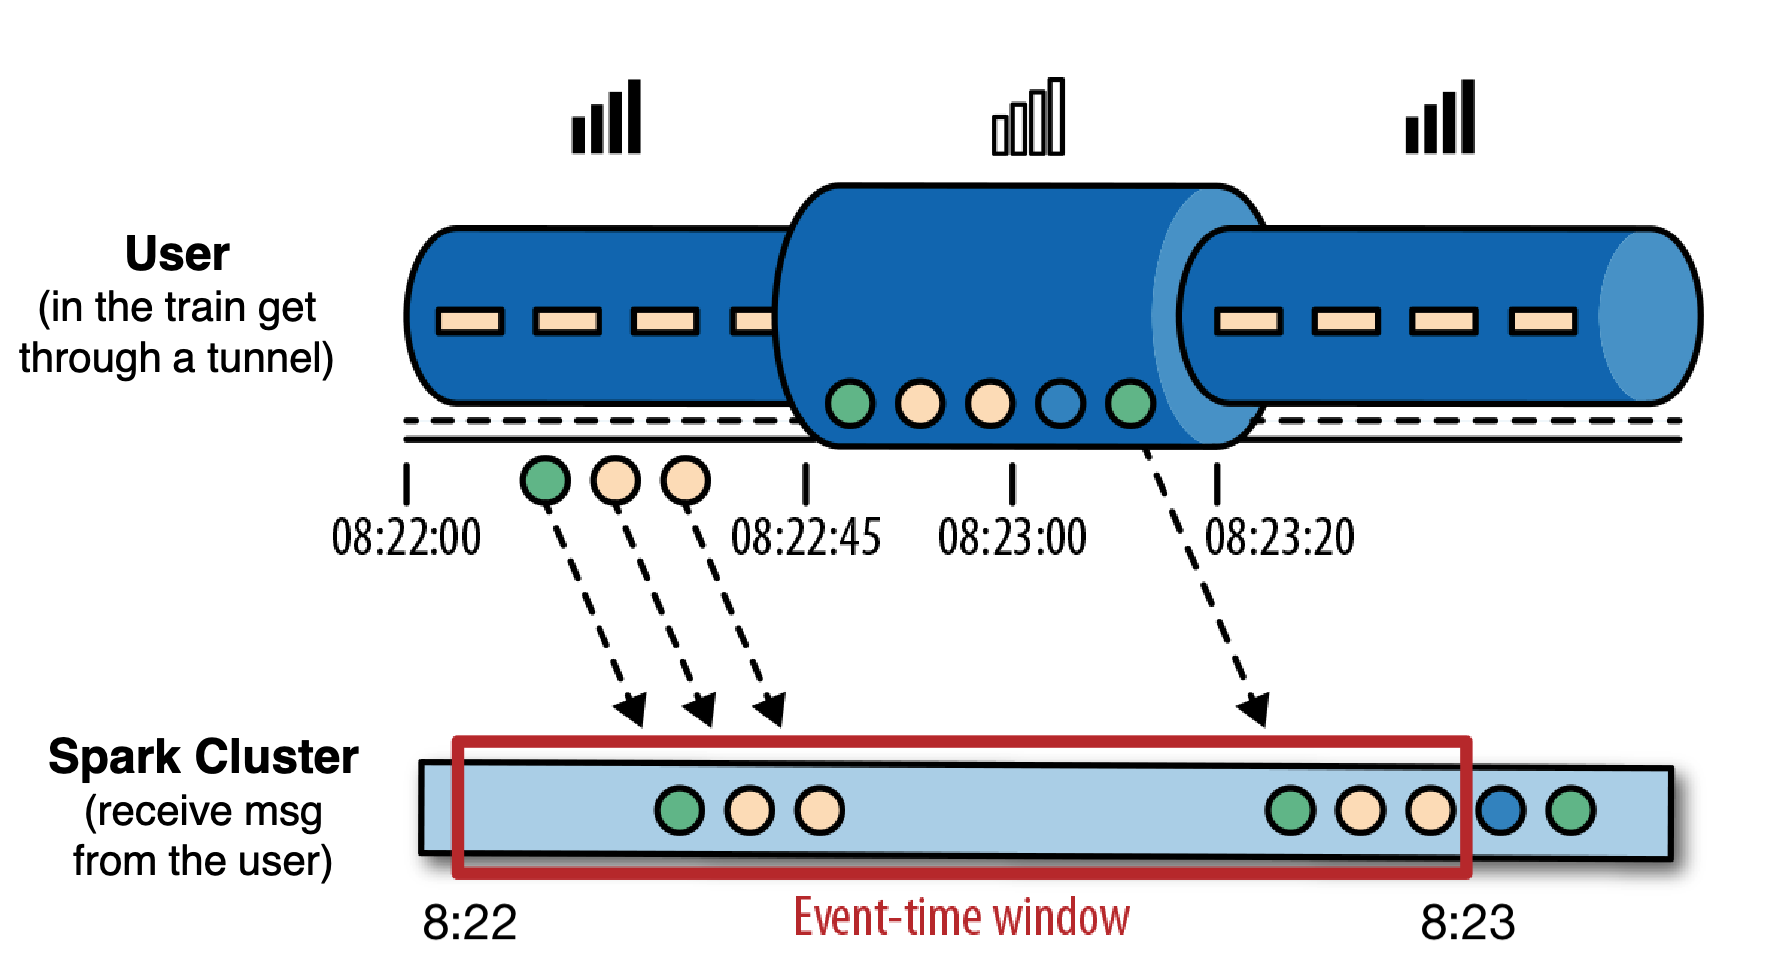 User
(in the train get
through a tunnel)
08:22:00
08:22:45
08:23:00
08:23:20
Spark Cluster
(receive msg
from the user)
8:22
Event-time window
8:23